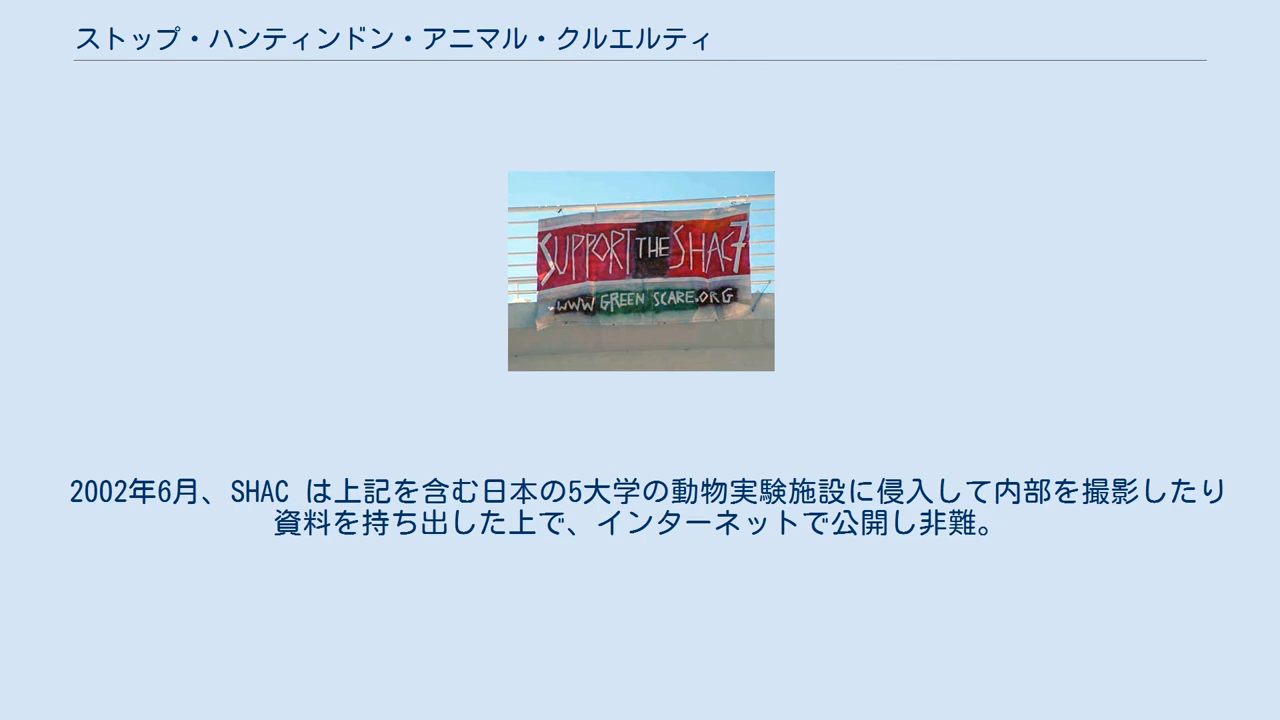 ストップ・ハンティンドン・アニマル・クルエルティ
SUPPORT THE SHAC7
WWW GREEN SCARE.ORG
2002年6月、SHAC は上記を含む日本の5大学の動物実験施設に侵入して内部を撮影したり
資料を持ち出した上で、インターネットで公開し非難。